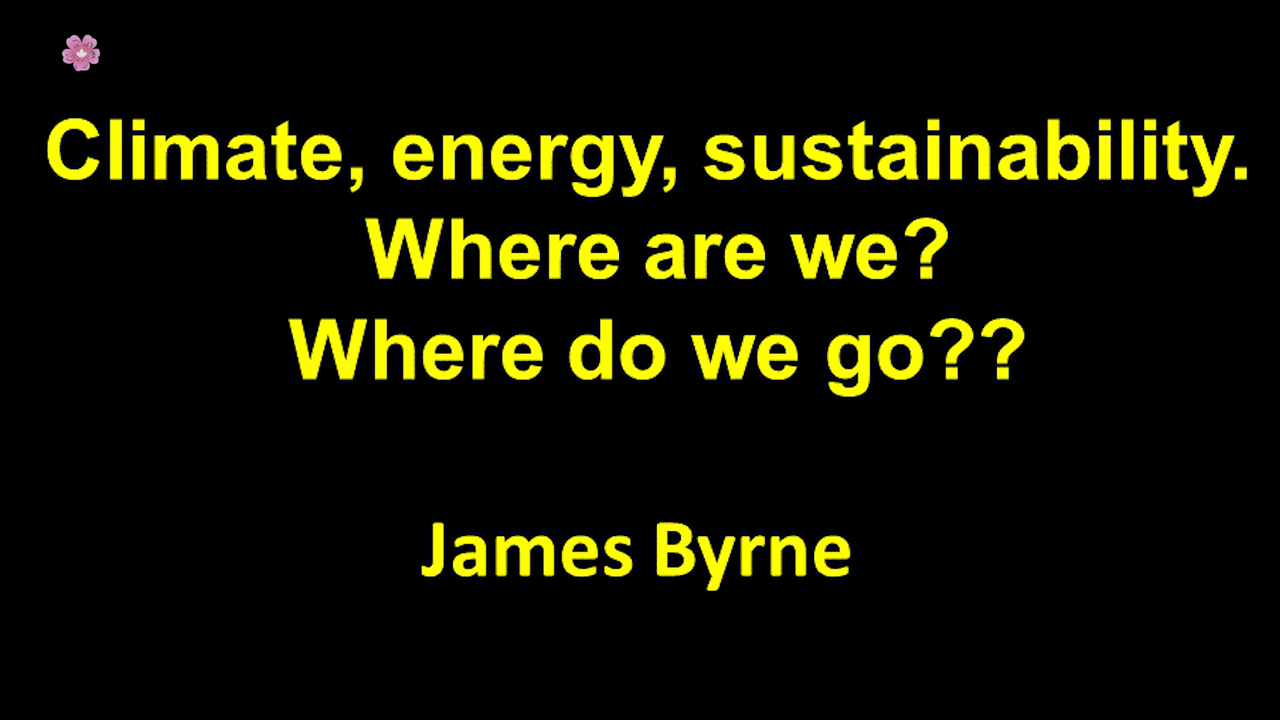 Climate, energy, sustainability.
Where are we?
Where do we go??
James Byrne